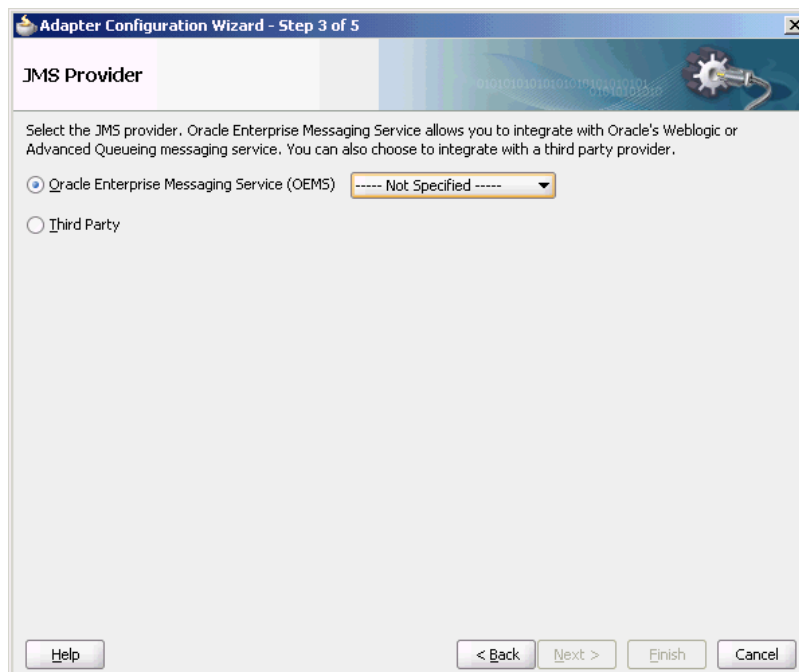 Adapter Configuration Wizard - Step 3 of 5
JMS Provider
Select the JMS provider. Oracle Enterprise Messaging Service allows you to integrate with Oracle's Weblogic or
Advanced Queueing messaging service. You can also choose to integrate with a third party provider.
Oracle Enterprise Messaging Service (OEMS) ----- Not Specified -----
Third Party
Help < Back Next > Finish Cancel